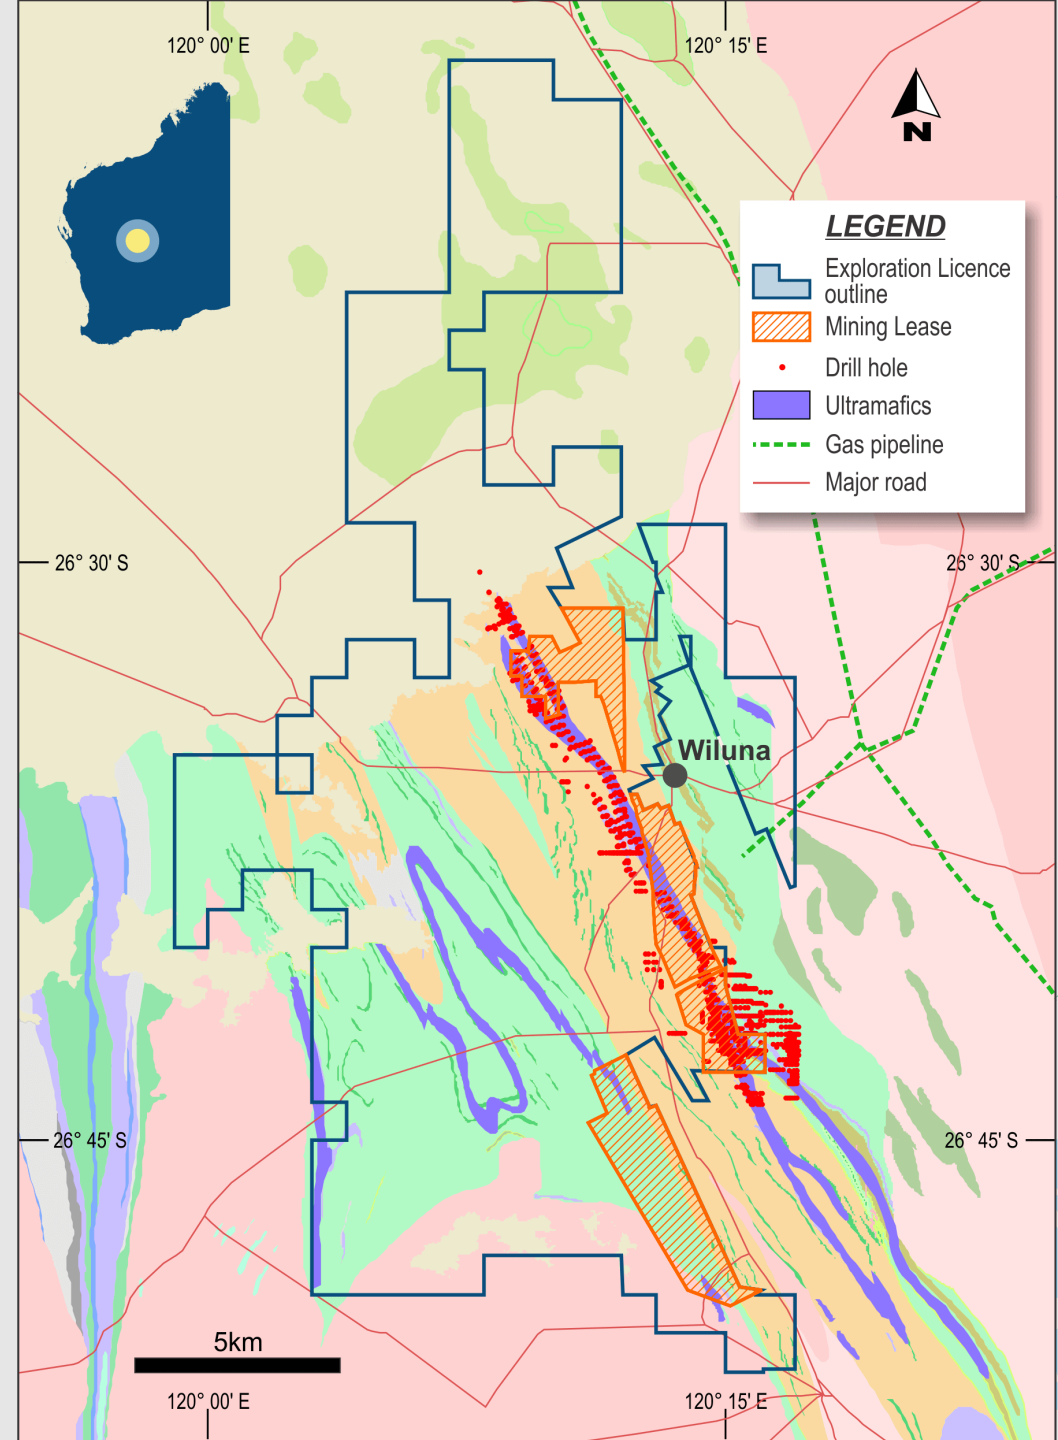 120° 00' E
120° 15' E
N
LEGEND
Exploration Licence
outline
Mining Lease
Drill hole
Ultramafics
Gas pipeline
Major road
26° 30' S
26° 30' S
Wiluna
26° 45' S
26° 45' S
5km
120° 00' E
120° 15' E